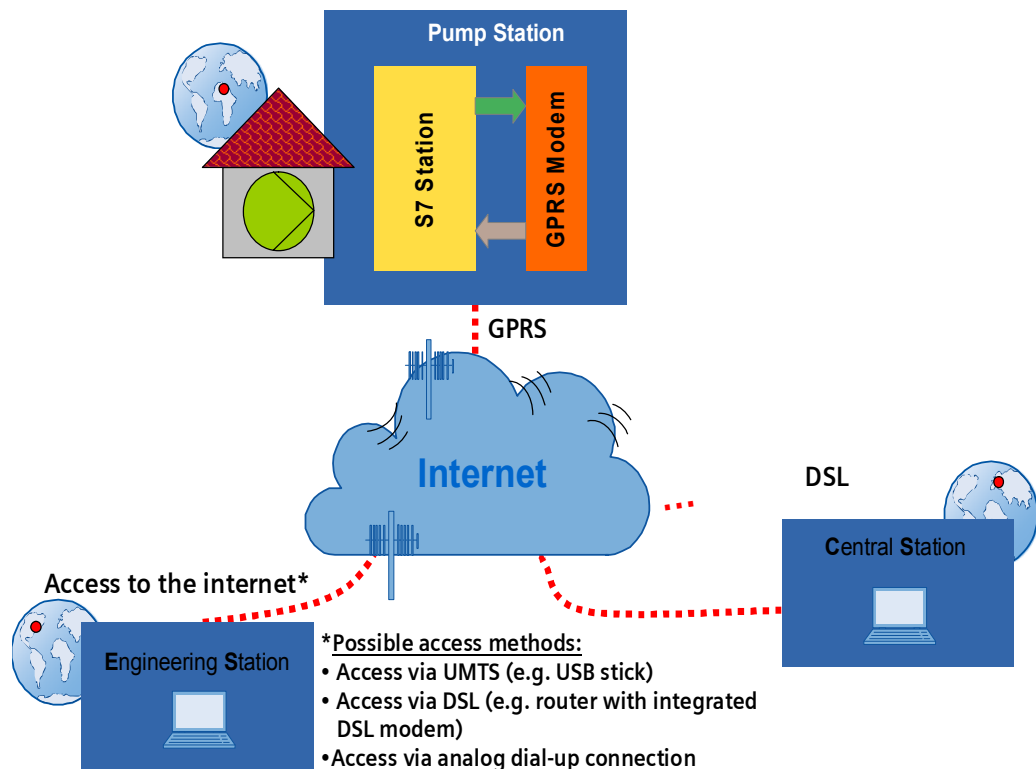 Pump Station
S7 Station
GPRS Modem
GPRS
Internet
DSL
Central Station
Access to the internet*
Engineering Station
*Possible access methods:
• Access via UMTS (e.g. USB stick)
• Access via DSL (e.g. router with integrated
DSL modem)
•Access via analog dial-up connection